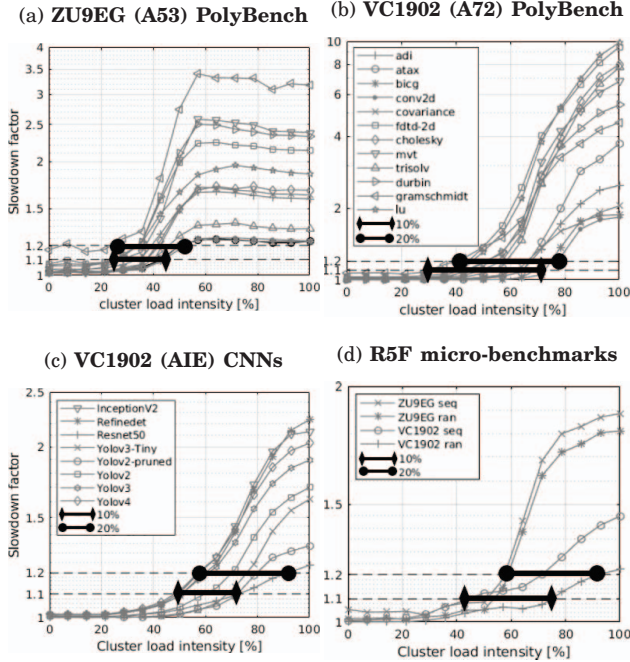 (a) ZU9EG (A53) PolyBench
4
3.5
3
2.5
2
1.5
1.2
1.1
1
Slowdown factor
0 20 40 60 80 100
cluster load intensity [%]
(b) VC1902 (A72) PolyBench
10
8
6
4
2
1.2
1.1
1
adi
atax
bicg
conv2d
covariance
fdtd-2d
cholesky
mvt
trisolv
durbin
gramschmidt
lu
10%
20%
0 20 40 60 80 100
cluster load intensity [%]
(c) VC1902 (AIE) CNNs
2.5
2
1.5
1.2
1.1
1
Slowdown factor
InceptionV2
Refinedet
Resnet50
Yolov3-Tiny
Yolov2-pruned
Yolov2
Yolov3
Yolov4
10%
20%
0 20 40 60 80 100
Cluster load intensity [%]
(d) R5F micro-benchmarks
2
1.5
1.2
1.1
1
ZU9EG seq
ZU9EG ran
VC1902 seq
VC1902 ran
10%
20%
0 20 40 60 80 100
Cluster load intensity [%]